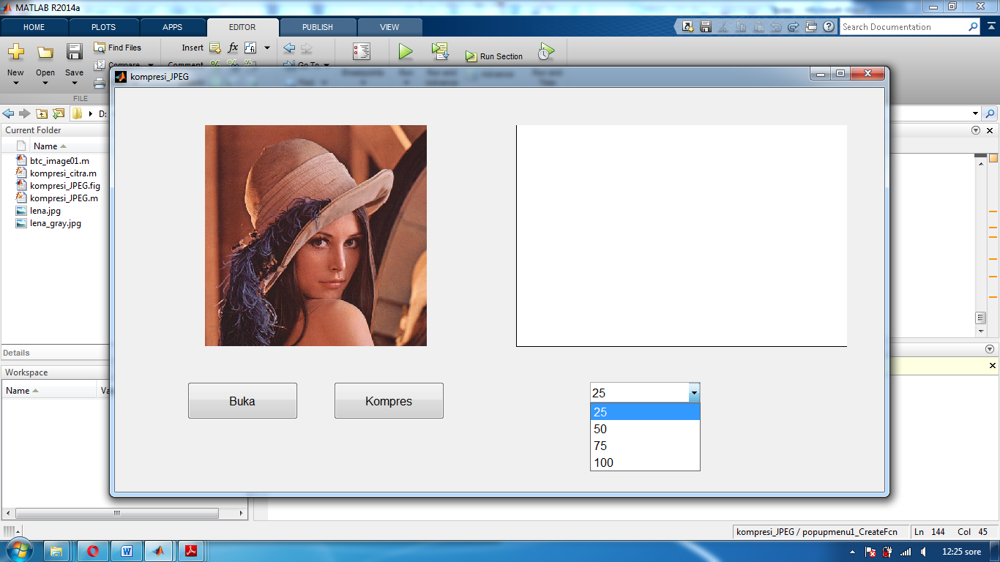 MATLAB R2014a
HOME PLOTS APPS EDITOR PUBLISH VIEW
Search Documentation
New Open Save
Find Files
Compare
Insert
Comment
Go To
Run Section
FILE
D:
kompresi_JPEG
Current Folder
Name
btc_image01.m
kompresi_citra.m
kompresi_JPEG.fig
kompresi_JPEG.m
lena.jpg
lena_gray.jpg
Details
Workspace
Name
Buka
Kompres
25
25
50
75
100
kompresi_JPEG / popupmenu1_CreateFcn
Ln 144 Col 45
12:25 sore